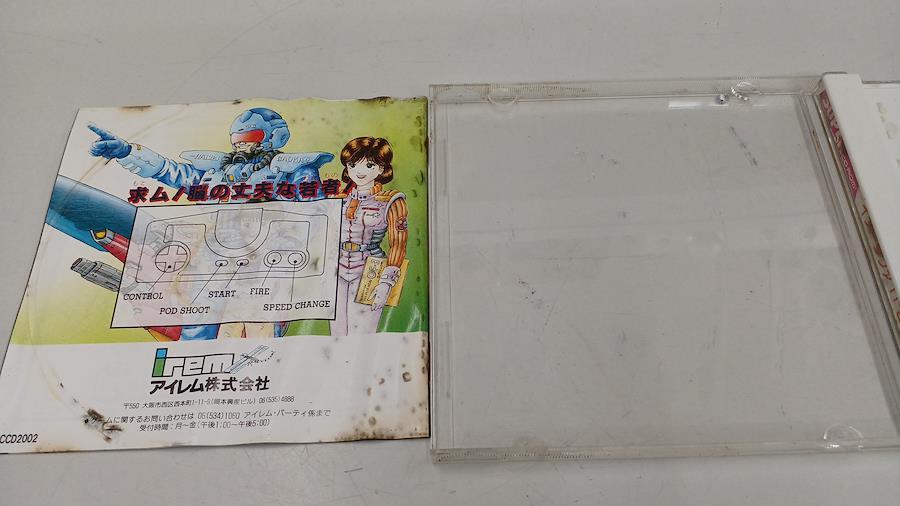 求ム!臓の丈夫な若者!
CONTROL
START
FIRE
POD SHOOT
SPEED CHANGE
irem
アイレム株式会社
〒550 大阪市西区西本町1-11-9(岡本興産ビル) 06(535)4888
ゲームに関するお問い合わせは 06(534)1060 アイレム・パーティ係まで
受付時間:月〜金(午後1:00〜午後5:00)
CCD2002